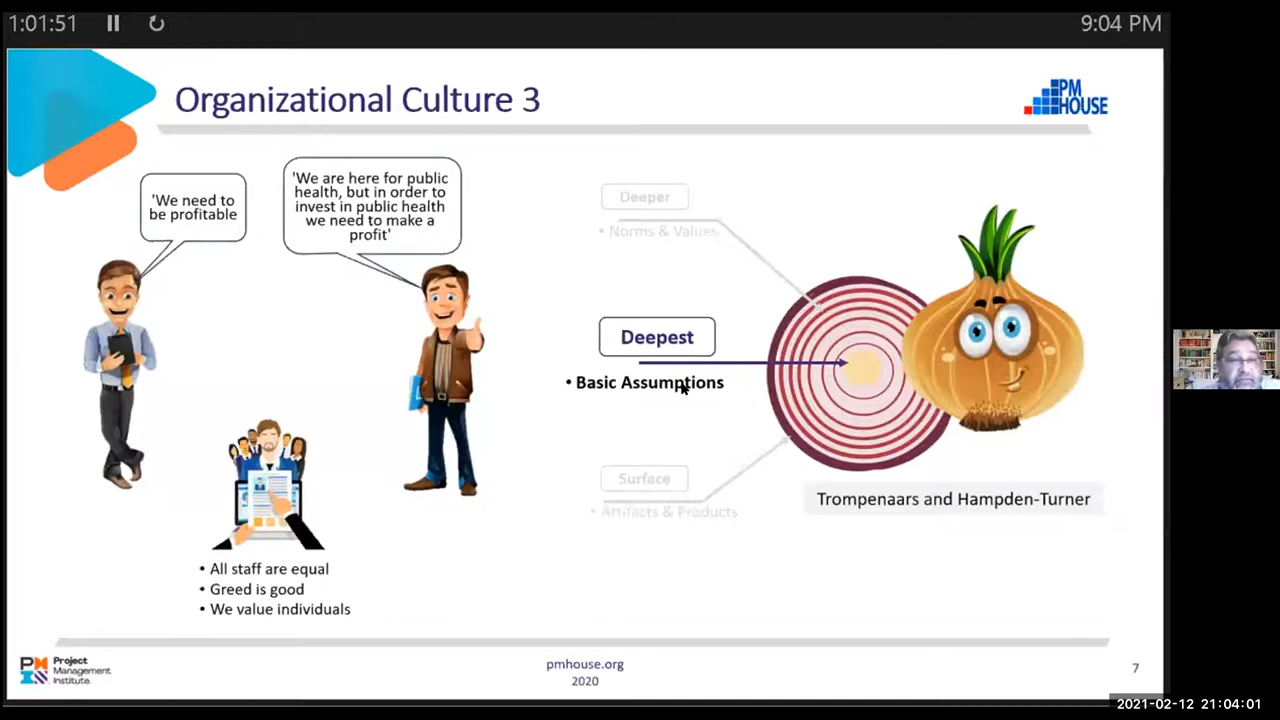 1:01:51
9:04 PM
Organizational Culture 3
PM
HOUSE
'We need to
be profitable
'We are here for public
health, but in order to
invest in public health
we need to make a
profit'
Deeper
• Norms & Values
Deepest
• Basic Assumptions
Surface
• Artifacts & Products
Trompenaars and Hampden-Turner
• All staff are equal
• Greed is good
• We value individuals
Project
Management
Institute.
pmhouse.org
2020
7
2021-02-12 21:04:01